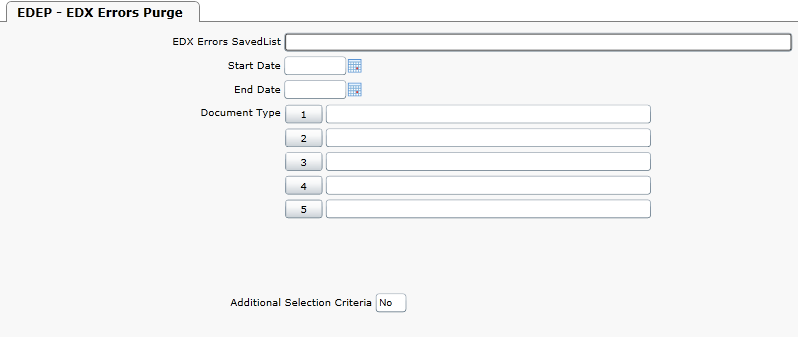 EDEP - EDX Errors Purge
EDX Errors SavedList
Start Date
End Date
Document Type 1
2
3
4
5
Additional Selection Criteria No